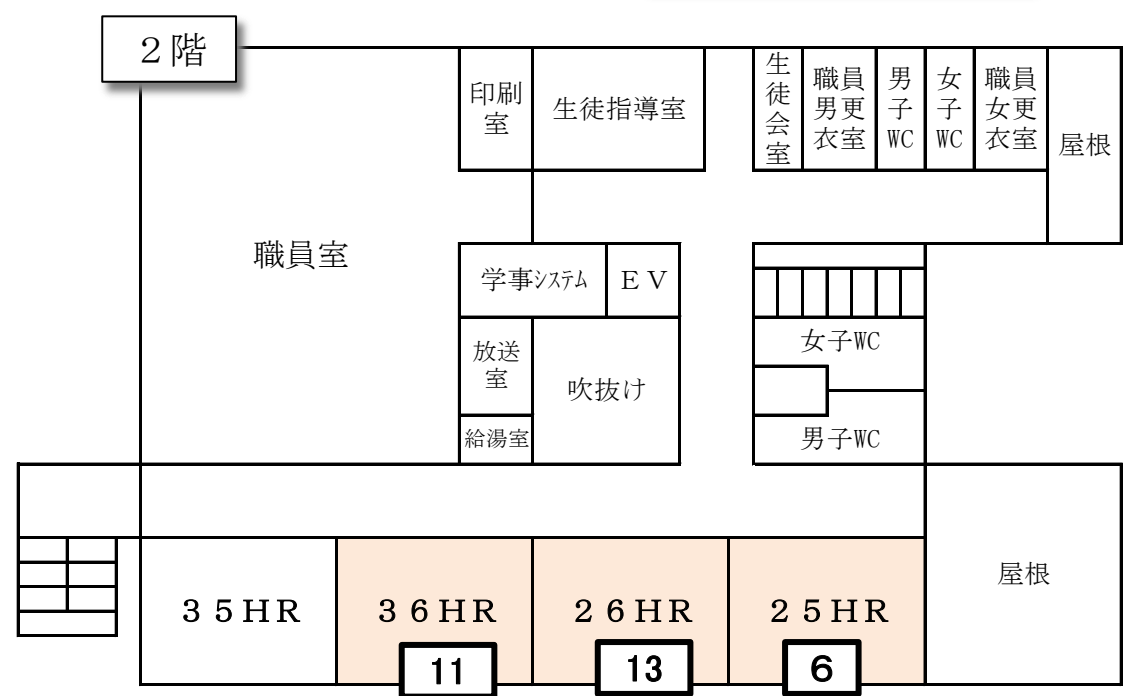 ２階
印刷
室
生徒指導室
生
徒
会
室
職員
男更
衣室
男
子
WC
女
子
WC
職員
女更
衣室
屋根
職員室
学事ｼｽﾃﾑ
ＥＶ
放送
室
吹抜け
給湯室
女子WC
男子WC
屋根
３５HR
３６HR
２６HR
２５HR
11
13
6